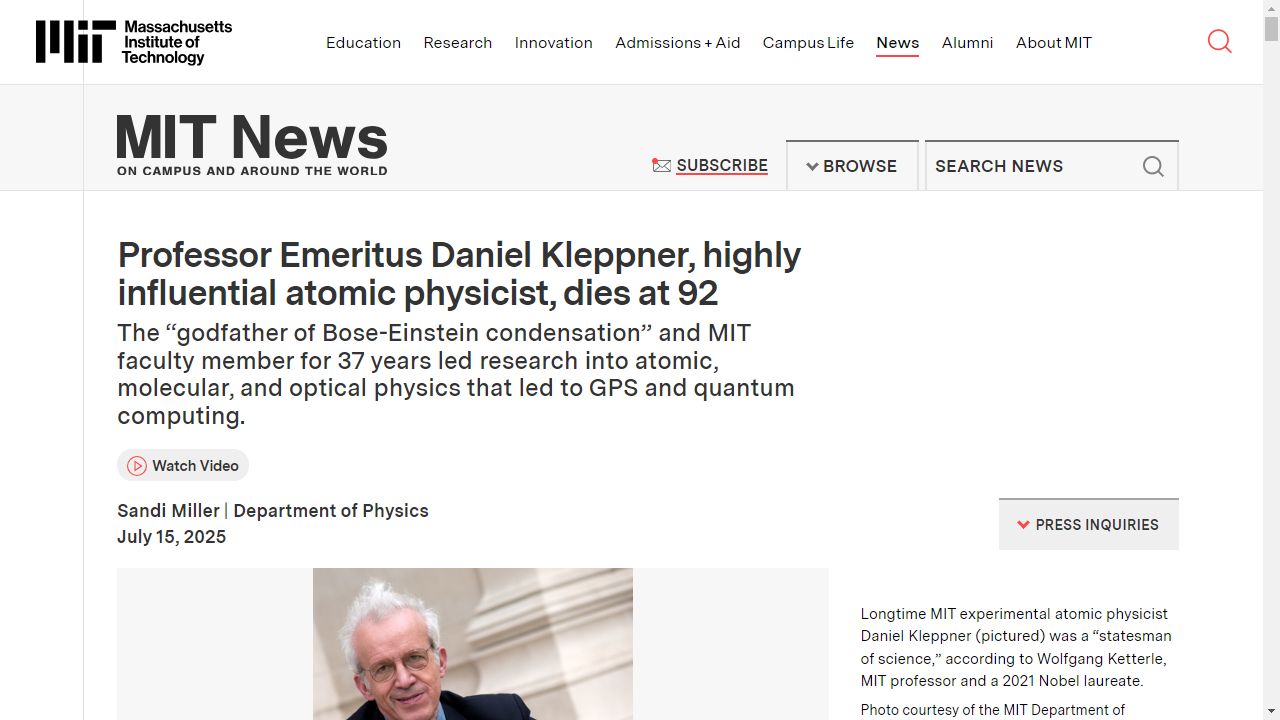 Massachusetts
Institute of
Technology
Education Research Innovation Admissions + Aid Campus Life News Alumni About MIT
MIT News
ON CAMPUS AND AROUND THE WORLD
SUBSCRIBE
BROWSE
SEARCH NEWS
Professor Emeritus Daniel Kleppner, highly
influential atomic physicist, dies at 92
The “godfather of Bose-Einstein condensation” and MIT
faculty member for 37 years led research into atomic,
molecular, and optical physics that led to GPS and quantum
computing.
Watch Video
Sandi Miller | Department of Physics
July 15, 2025
PRESS INQUIRIES
Longtime MIT experimental atomic physicist
Daniel Kleppner (pictured) was a “statesman
of science,” according to Wolfgang Ketterle,
MIT professor and a 2021 Nobel laureate.
Photo courtesy of the MIT Department of